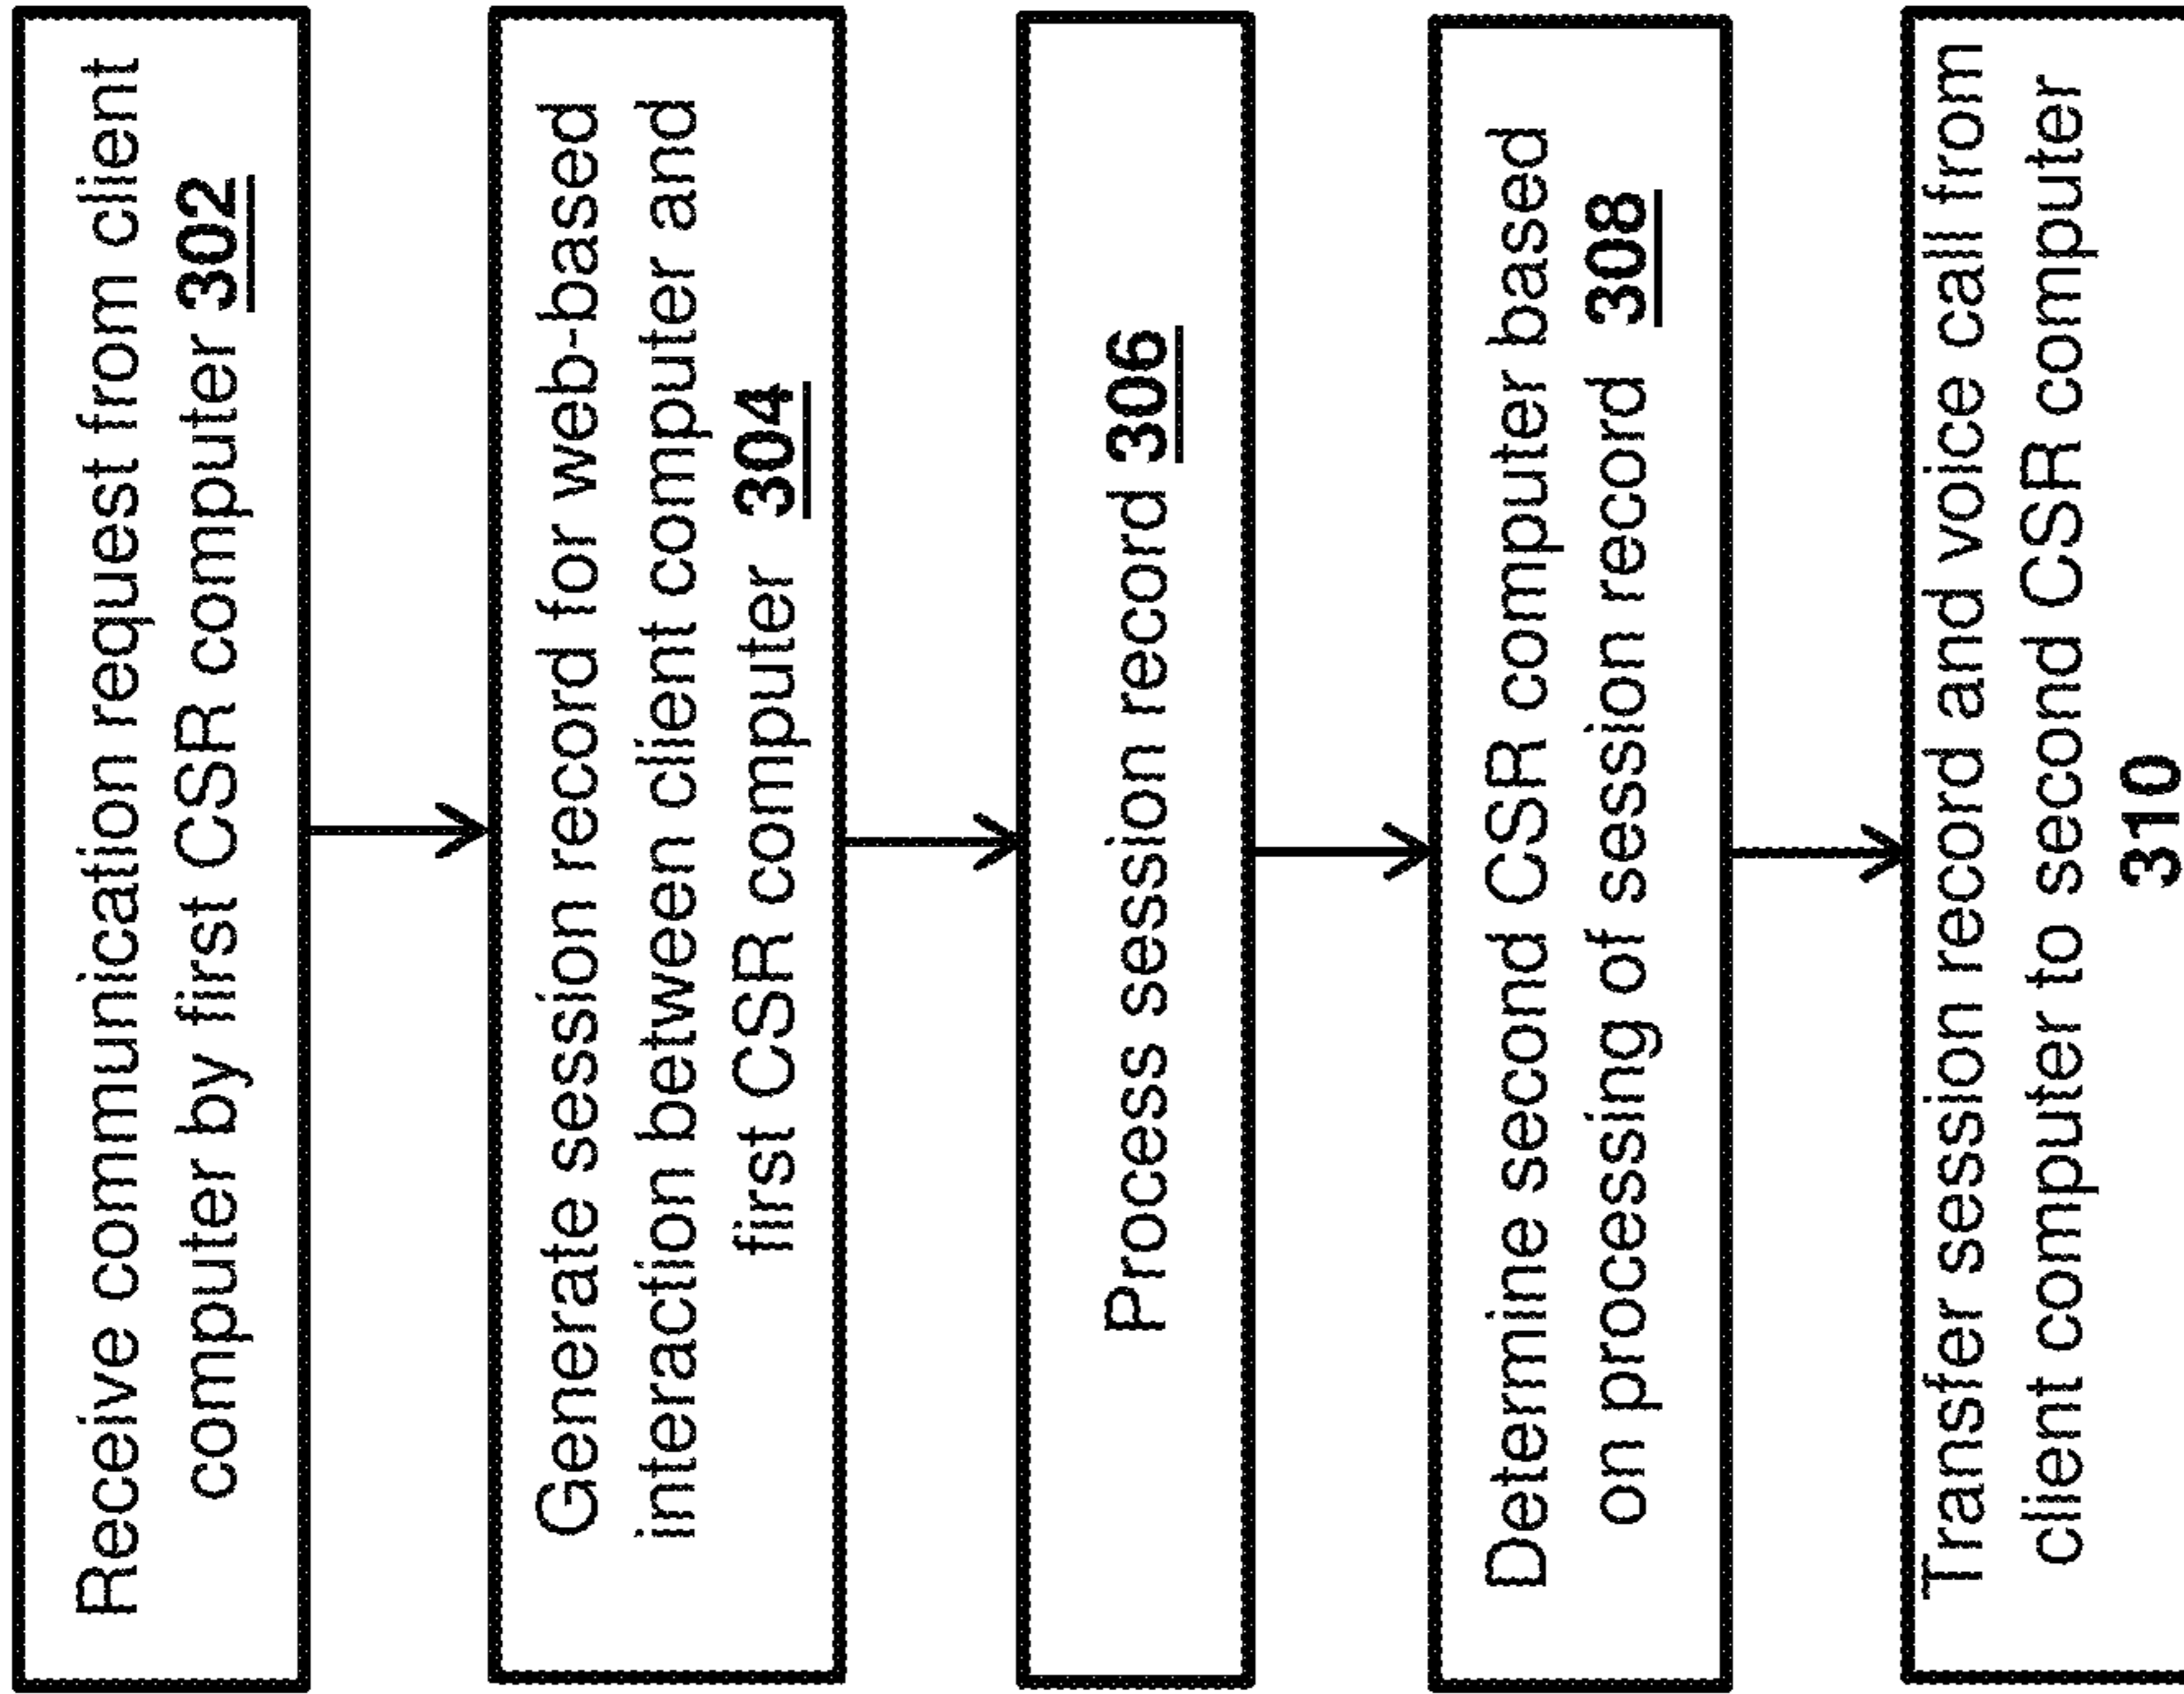 Receive communication request from client
computer by first CSR computer 302
Generate session record for web-based
interaction between client computer and
first CSR computer 304
Process session record 306
Determine second CSR computer based
on processing of session record 308
Transfer session record and voice call from
client computer to second CSR computer
310